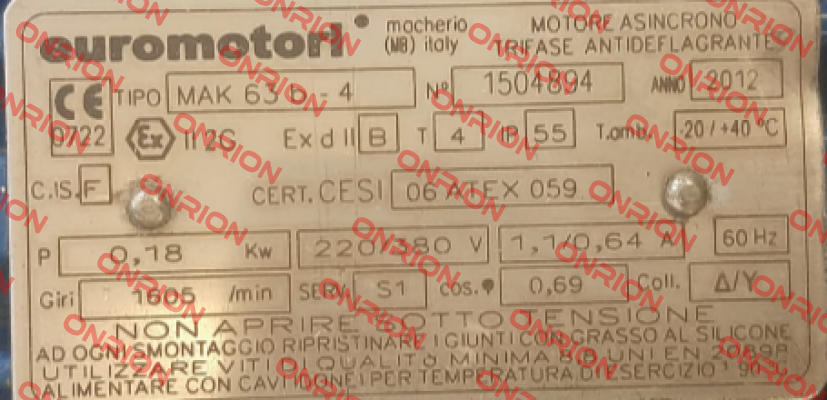 euromotori
macherio
(MB) italy
MOTORE ASINCRONO
TRIFASE ANTIDEFLAGRANTE
CE
0722
TIPO MAK 63 b - 4 N° 1504894 ANNO 2012
Ex II 2G Ex d II B T 4 IP 55 T.amb. -20 / +40 °C
C.IS. F CERT. CESI 06 ATEX 059
P 0,18 Kw 220/380 V 1,1/0,64 A 60 Hz
Giri 1605 /min SERV. S1 cos.φ 0,69 Coll. Δ/Y
NON APRIRE SOTTOTENSIONE
AD OGNI SMONTAGGIO RIPRISTINARE I GIUNTI CON GRASSO AL SILICONE
UTILIZZARE VITI DI QUALITÓ MINIMA 8.8 UNI EN
ALIMENTARE CON CAVI IDONEI PER TEMPERATURA DI ESERCIZIO
ONRION